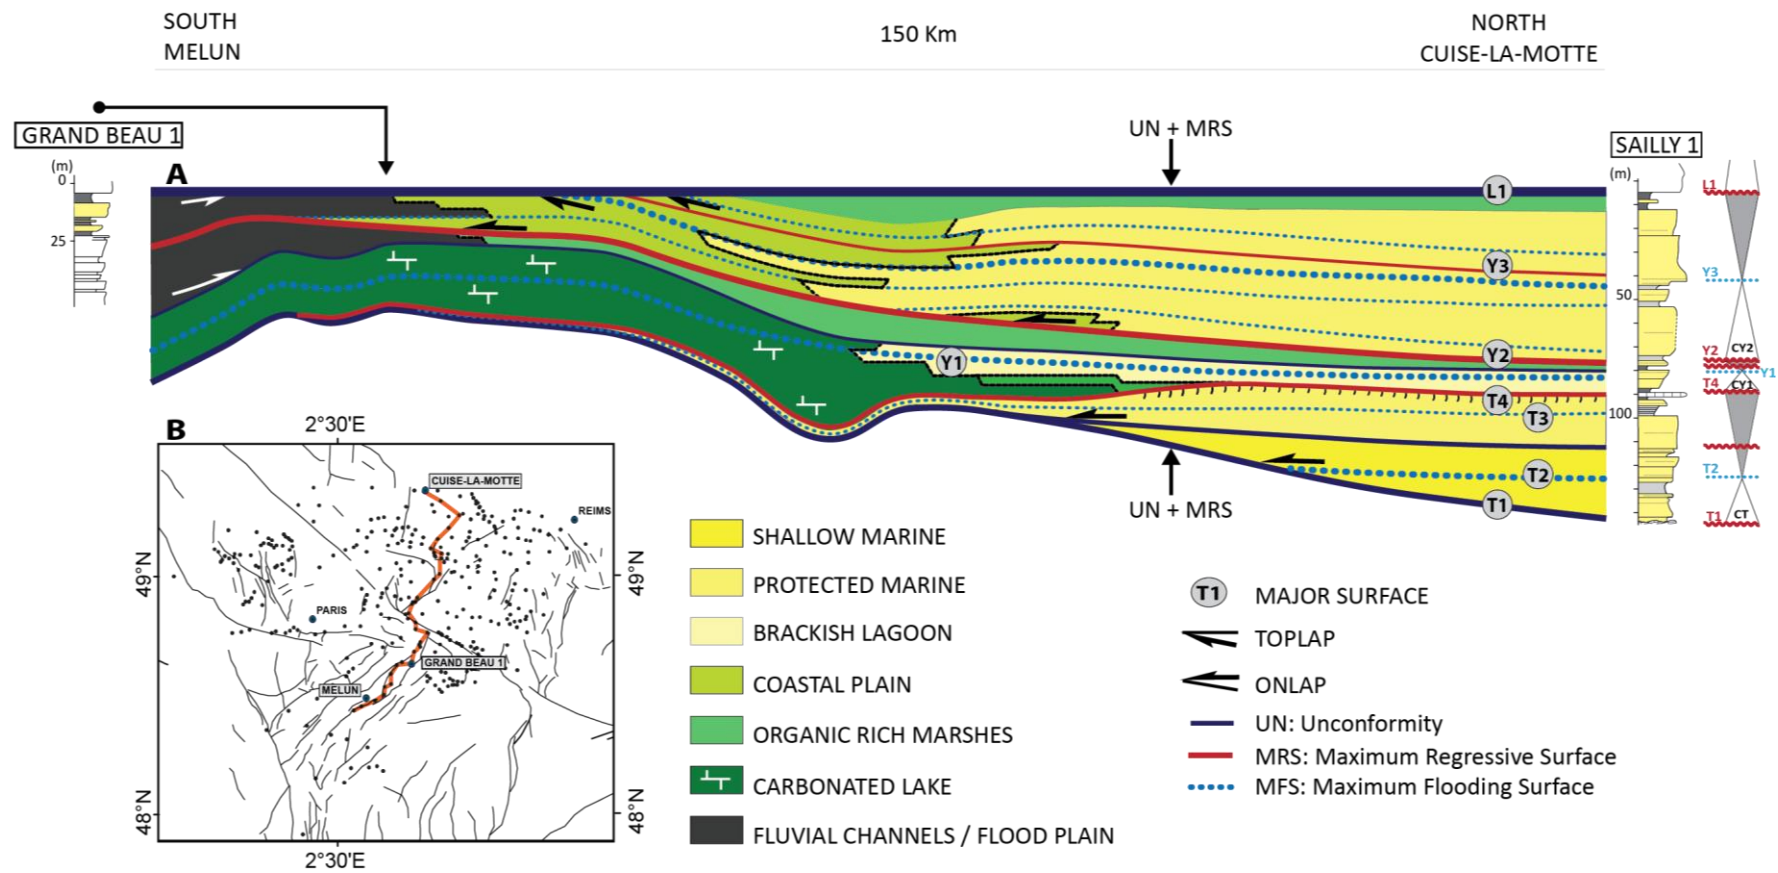 SOUTH
MELUN
150 Km
NORTH
CUISE-LA-MOTTE
GRAND BEAU 1
(m)
0
25
A
UN + MRS
L1
Y3
Y2
Y1
T4
T3
T2
T1
UN + MRS
SAILLY 1
(m)
50
100
L1
Y3
Y2
CY2
Y1
T4
CY1
T2
T1
CT
B
2°30'E
CUISE-LA-MOTTE
REIMS
49°N
49°N
PARIS
GRAND BEAU 1
MELUN
48°N
48°N
2°30'E
SHALLOW MARINE
PROTECTED MARINE
BRACKISH LAGOON
COASTAL PLAIN
ORGANIC RICH MARSHES
CARBONATED LAKE
FLUVIAL CHANNELS / FLOOD PLAIN
T1 MAJOR SURFACE
TOPLAP
ONLAP
UN: Unconformity
MRS: Maximum Regressive Surface
MFS: Maximum Flooding Surface